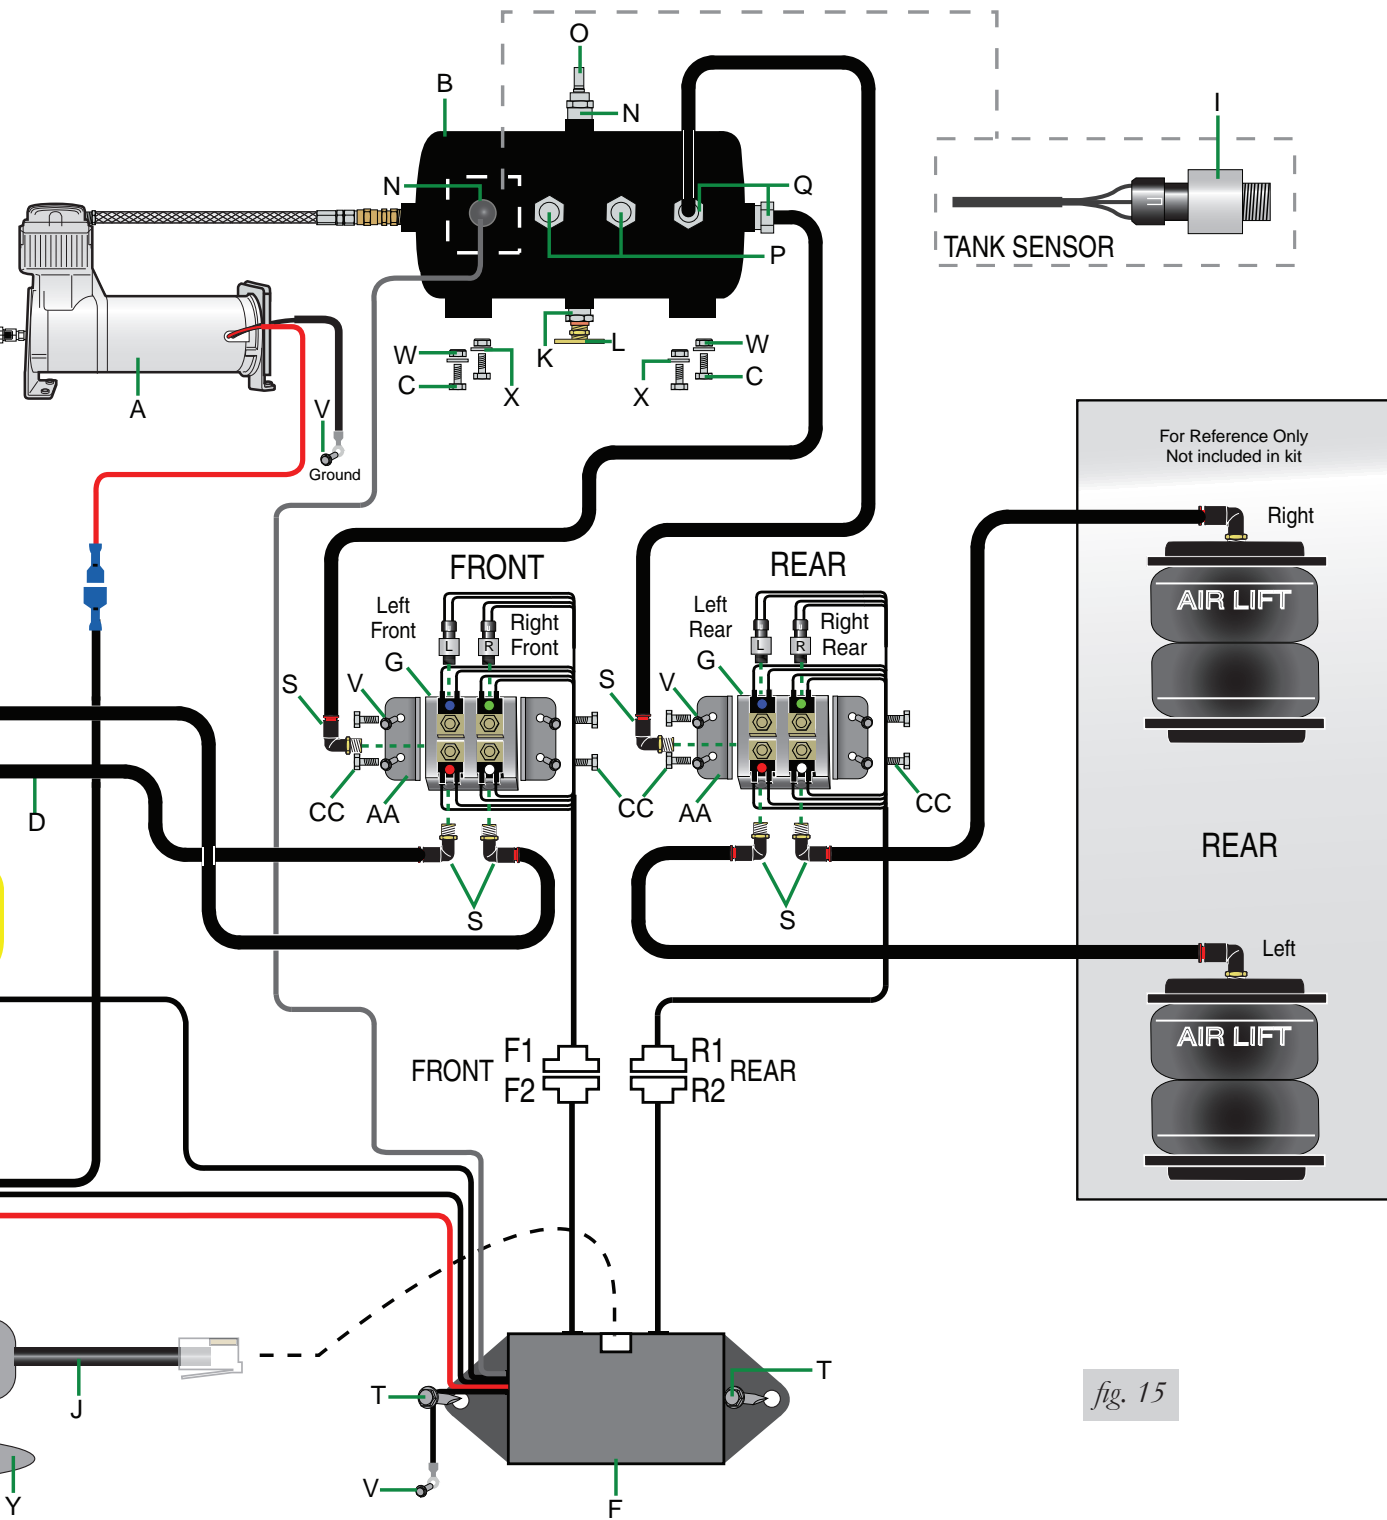 O
B
N
I
N
Q
TANK SENSOR
P
K
L
W
C
X
W
C
X
A
V
Ground
For Reference Only
Not included in kit
Right
AIR LIFT
FRONT
REAR
Left
Front
Right
Front
Left
Rear
Right
Rear
L
R
L
R
G
G
S
V
S
V
D
CC
AA
CC
AA
CC
S
S
REAR
Left
AIR LIFT
FRONT
F1
F2
R1
R2
REAR
J
T
T
V
F
Y
fig. 15